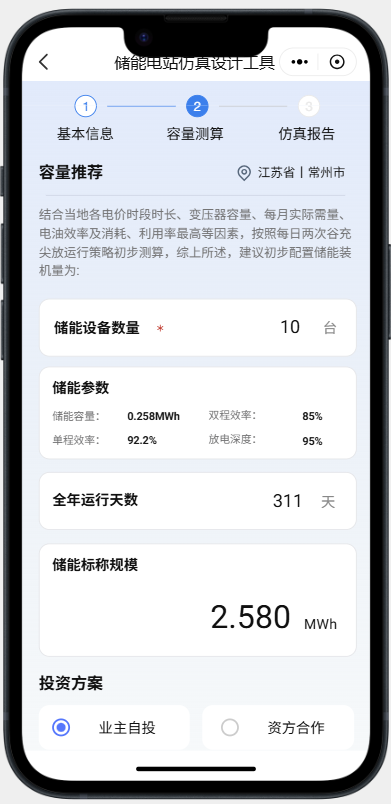 储能电站仿真设计工具
1 2 3
基本信息 容量测算 仿真报告
容量推荐 江苏省 | 常州市
结合当地各电价时段时长、变压器容量、每月实际需量、
电油效率及消耗、利用率最高等因素，按照每日两次谷充
尖放运行策略初步测算，综上所述，建议初步配置储能装
机量为:
储能设备数量 * 10 台
储能参数
储能容量: 0.258MWh 双程效率: 85%
单程效率: 92.2% 放电深度: 95%
全年运行天数 311 天
储能标称规模
2.580 MWh
投资方案
业主自投 资方合作